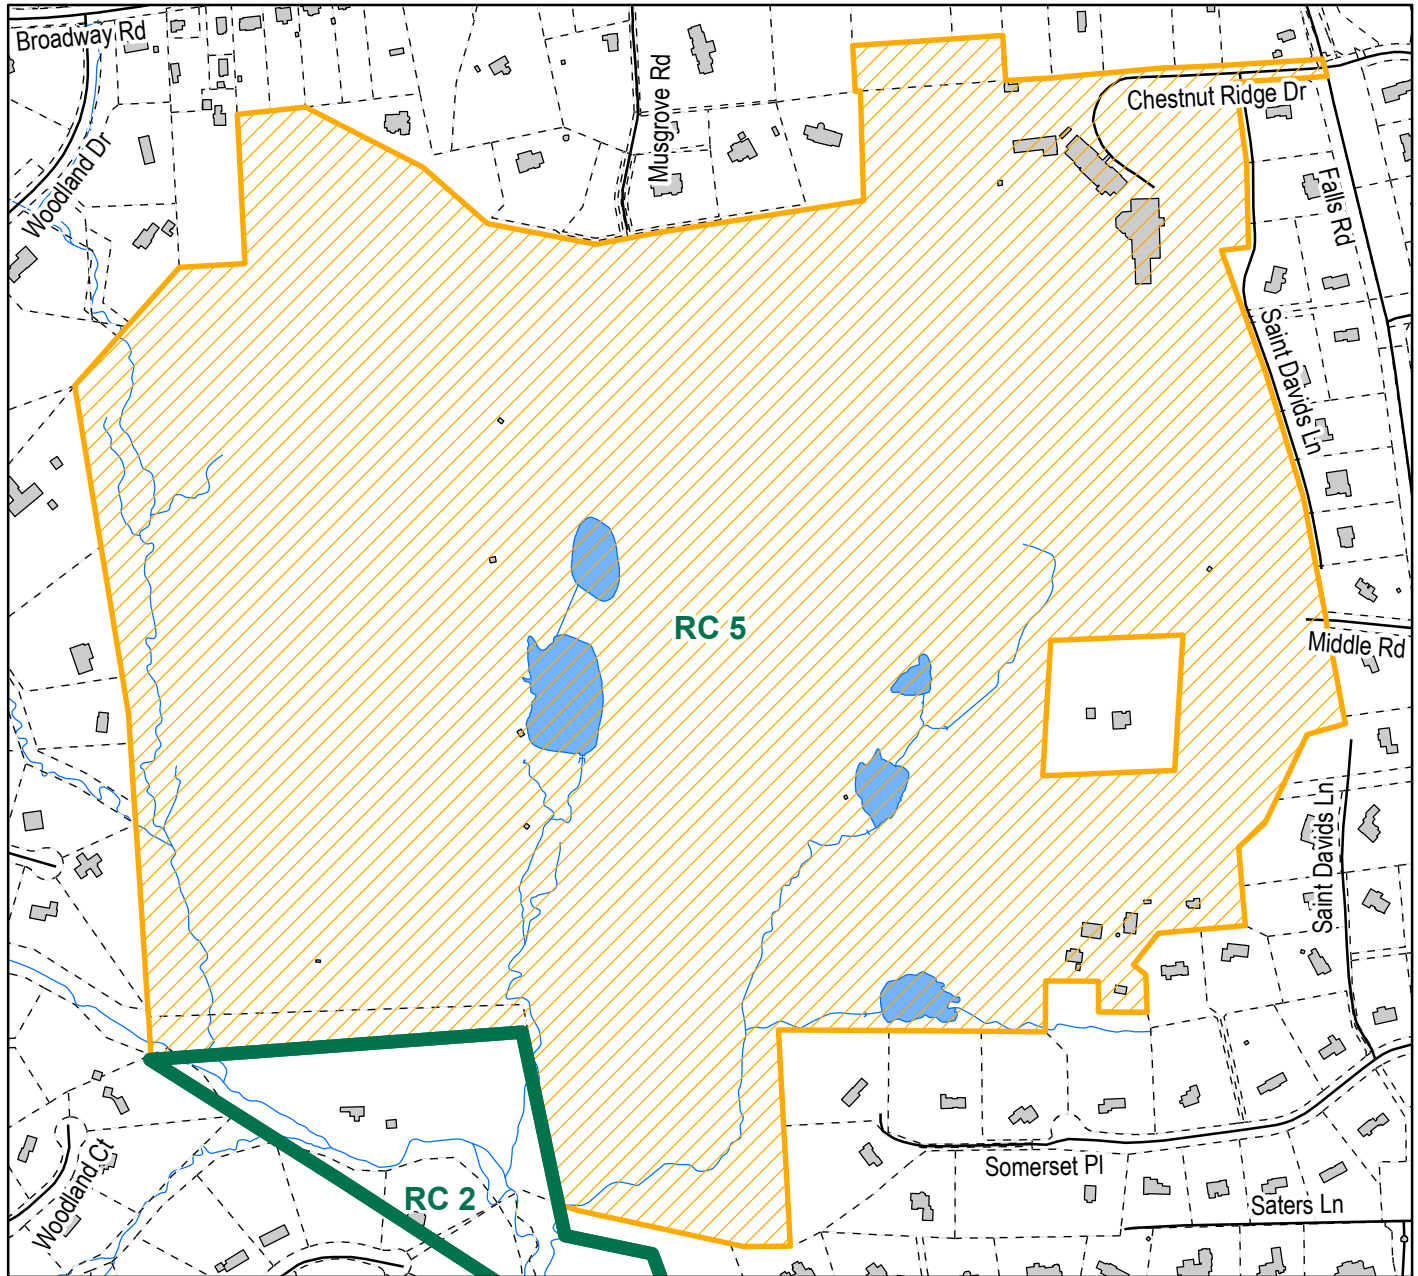 Broadway Rd
Woodland Dr
Musgrove Rd
Chestnut Ridge Dr
Falls Rd
Saint Davids Ln
RC 5
Middle Rd
Saint Davids Ln
Somerset Pl
Saters Ln
RC 2
Woodland Ct